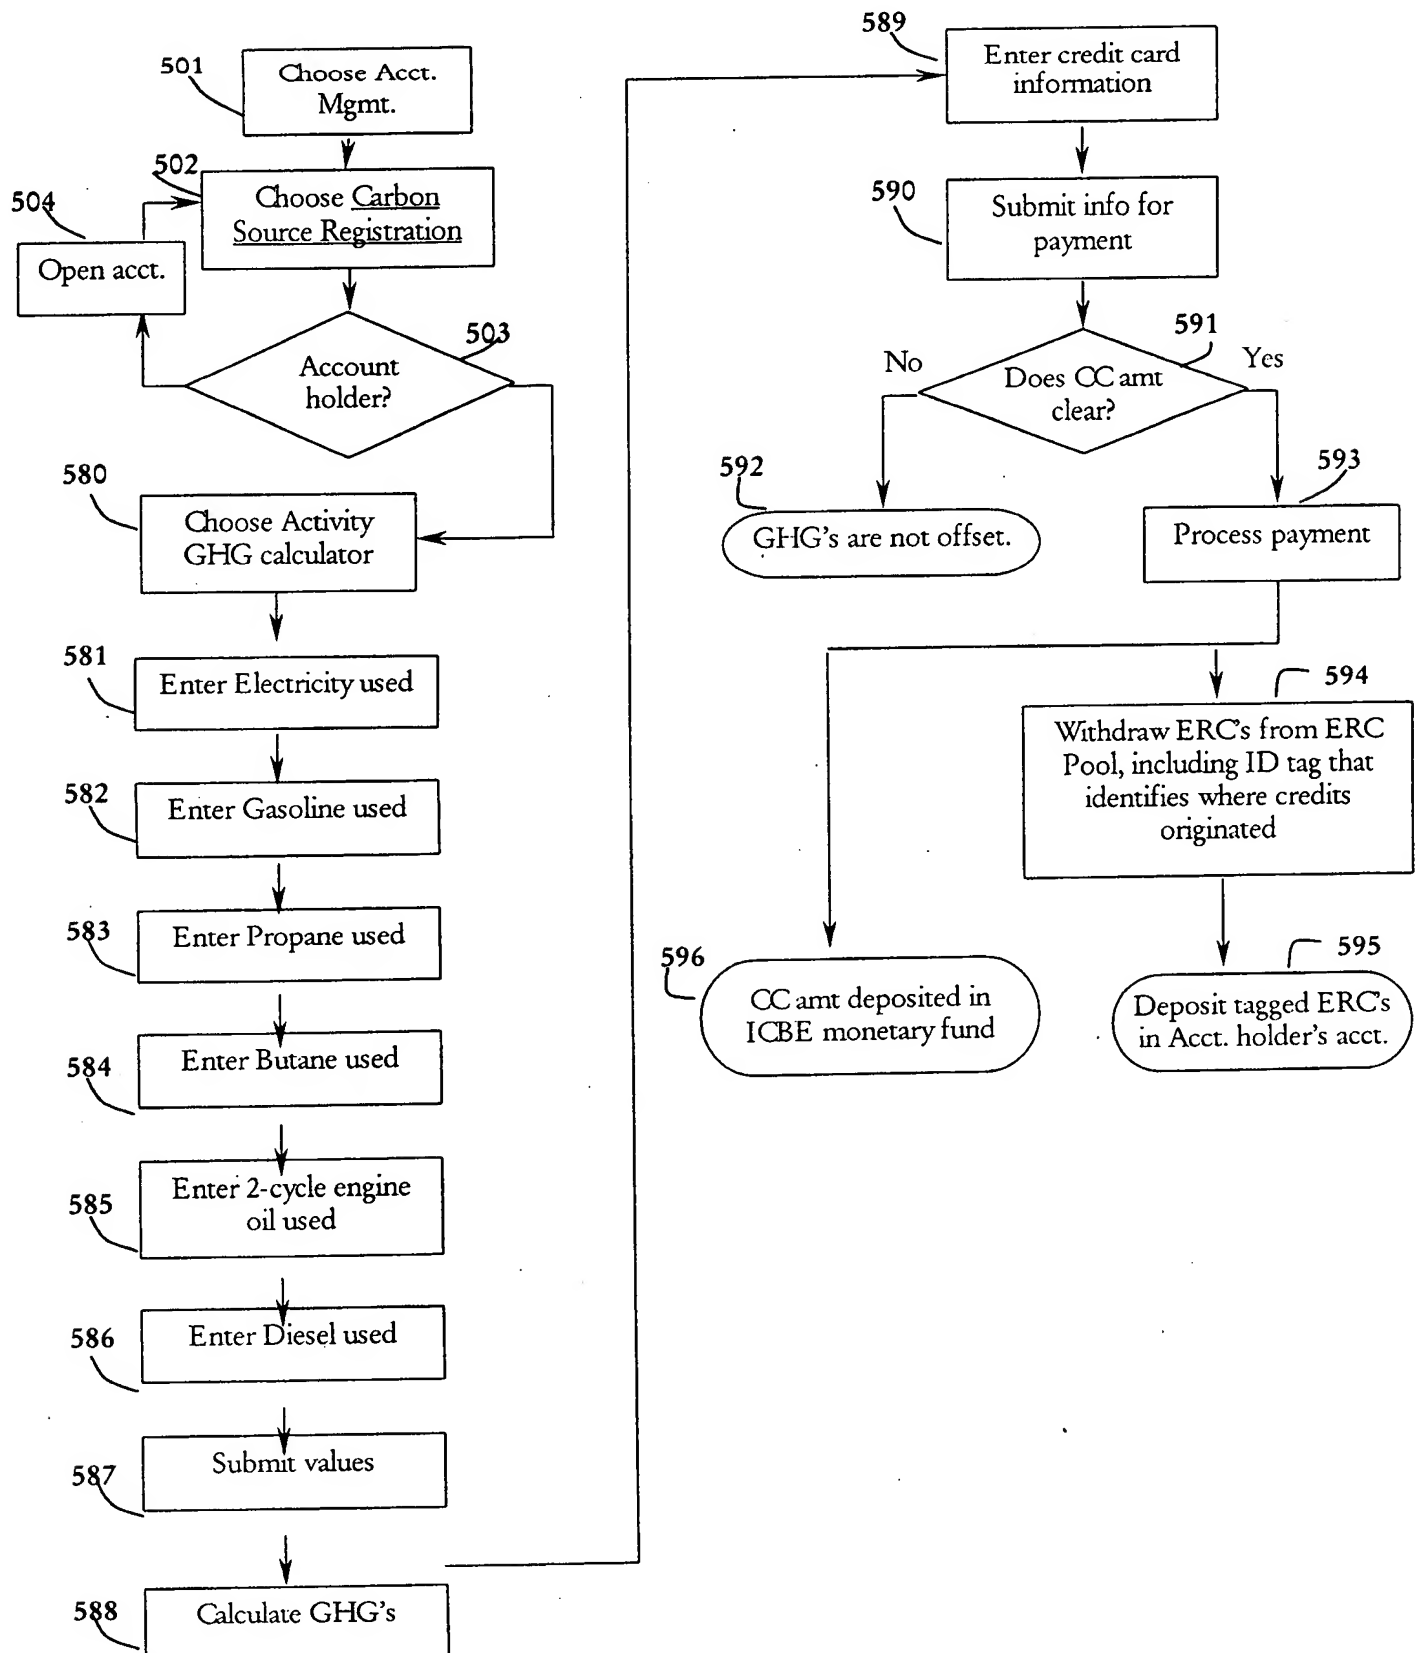 501
Choose Acct.
Mgmt.
502
Choose Carbon
Source Registration
504
Open acct.
503
Account
holder?
580
Choose Activity
GHG calculator
581
Enter Electricity used
582
Enter Gasoline used
583
Enter Propane used
584
Enter Butane used
585
Enter 2-cycle engine
oil used
586
Enter Diesel used
587
Submit values
588
Calculate GHG's
589
Enter credit card
information
590
Submit info for
payment
591
No
Yes
Does CC amt
clear?
592
GHG's are not offset.
593
Process payment
594
Withdraw ERC's from ERC
Pool, including ID tag that
identifies where credits
originated
595
Deposit tagged ERC's
in Acct. holder's acct.
596
CC amt deposited in
ICBE monetary fund